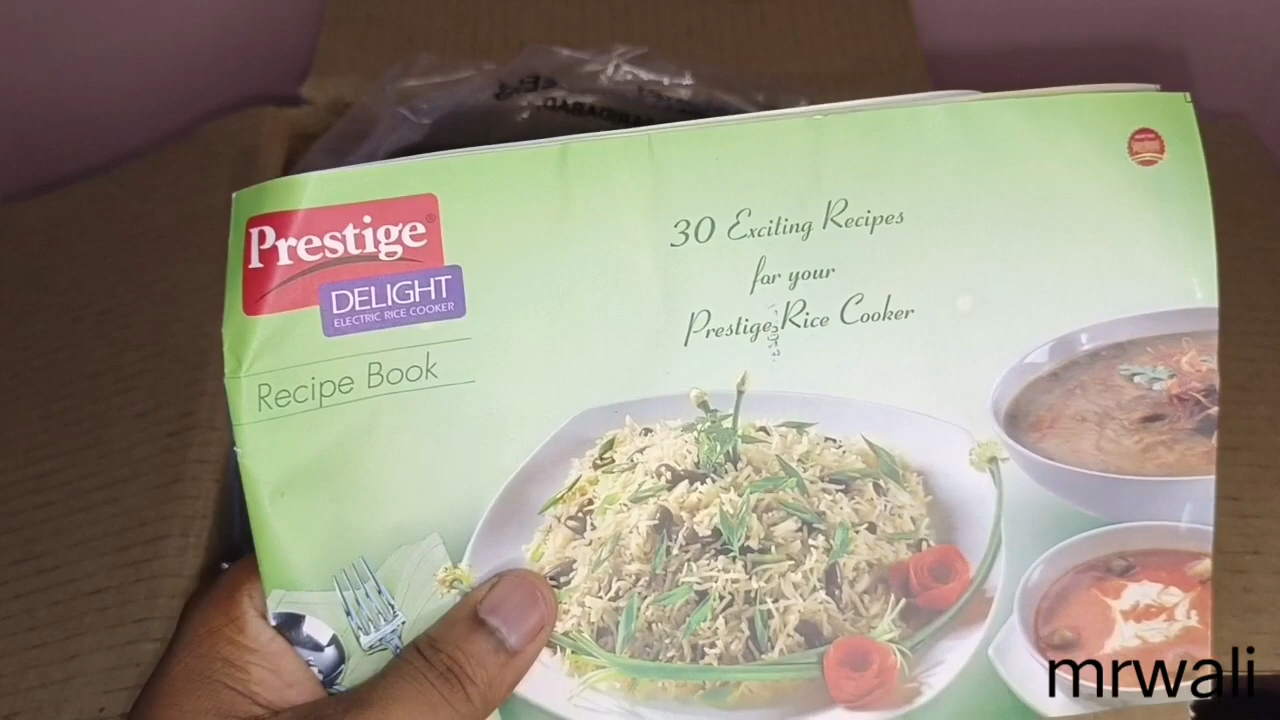 Prestige®
DELIGHT
ELECTRIC RICE COOKER
Recipe Book
30 Exciting Recipes
for your
Prestige Rice Cooker
mrwali